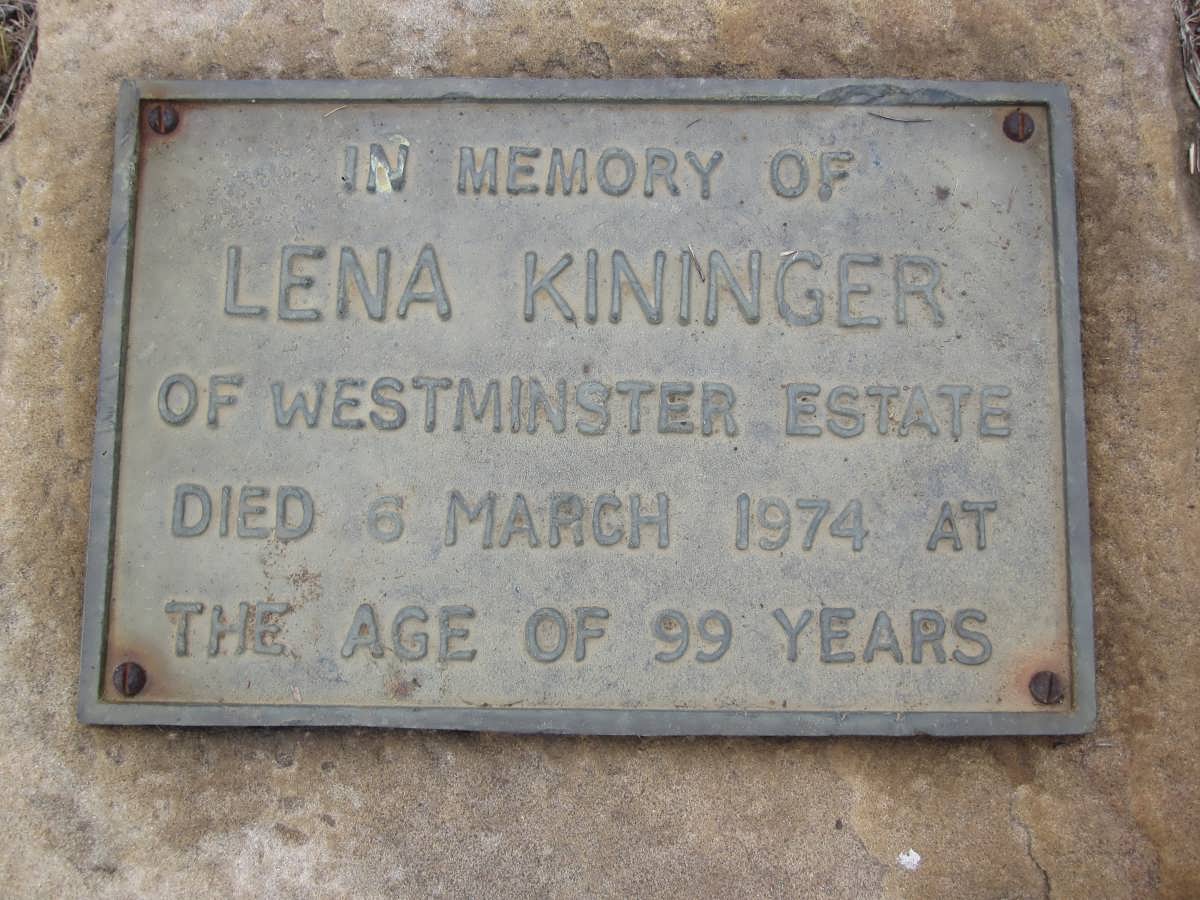 IN MEMORY OF
LENA KININGER
OF WESTMINSTER ESTATE
DIED 6 MARCH 1974 AT
THE AGE OF 99 YEARS